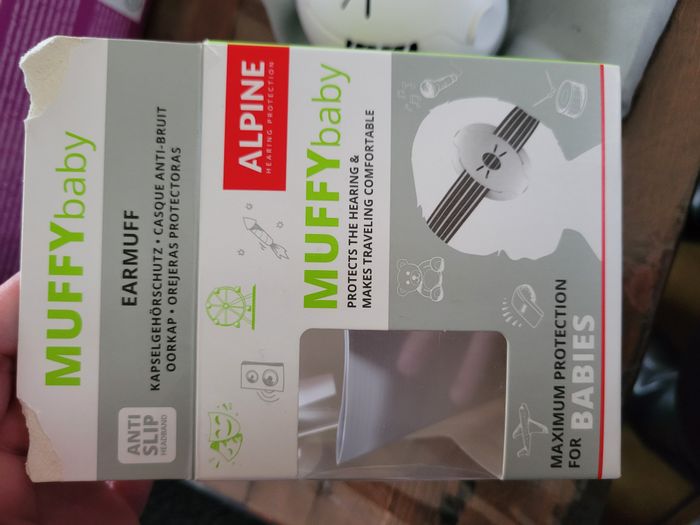 MUFFYbaby
EARMUFF
KAPSELGEHÖRSCHUTZ • CASQUE ANTI-BRUIT
OORKAP • OREJERAS PROTECTORAS
ANTI
SLIP
HEADBAND
ALPINE
HEARING PROTECTION
MUFFYbaby
PROTECTS THE HEARING &
MAKES TRAVELING COMFORTABLE
MAXIMUM PROTECTION
FOR BABIES